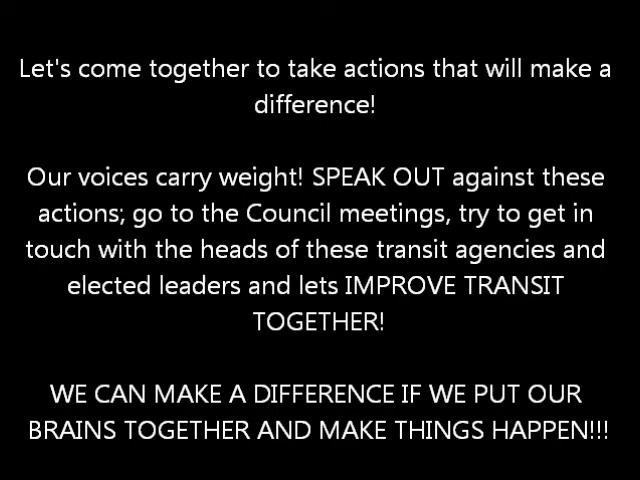 Let's come together to take actions that will make a
difference!
Our voices carry weight! SPEAK OUT against these
actions; go to the Council meetings, try to get in
touch with the heads of these transit agencies and
elected leaders and lets IMPROVE TRANSIT
TOGETHER!
WE CAN MAKE A DIFFERENCE IF WE PUT OUR
BRAINS TOGETHER AND MAKE THINGS HAPPEN!!!